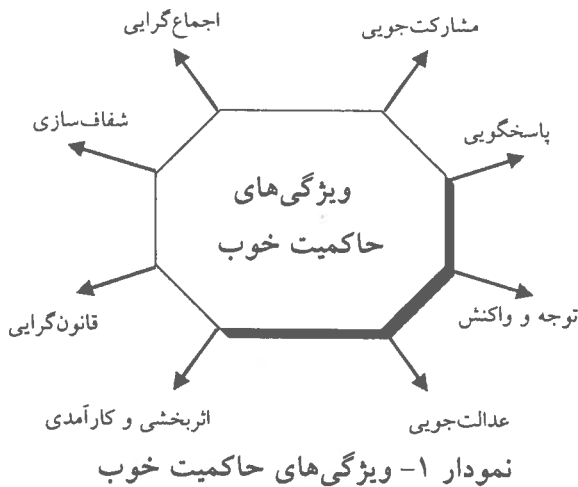 اجماع‌گرایی
مشارکت‌جویی
شفاف‌سازی
پاسخگویی
ویژگی‌های
حاکمیت خوب
قانون‌گرایی
توجه و واکنش
اثربخشی و کارآمدی
عدالت‌جویی
نمودار ۱- ویژگی‌های حاکمیت خوب